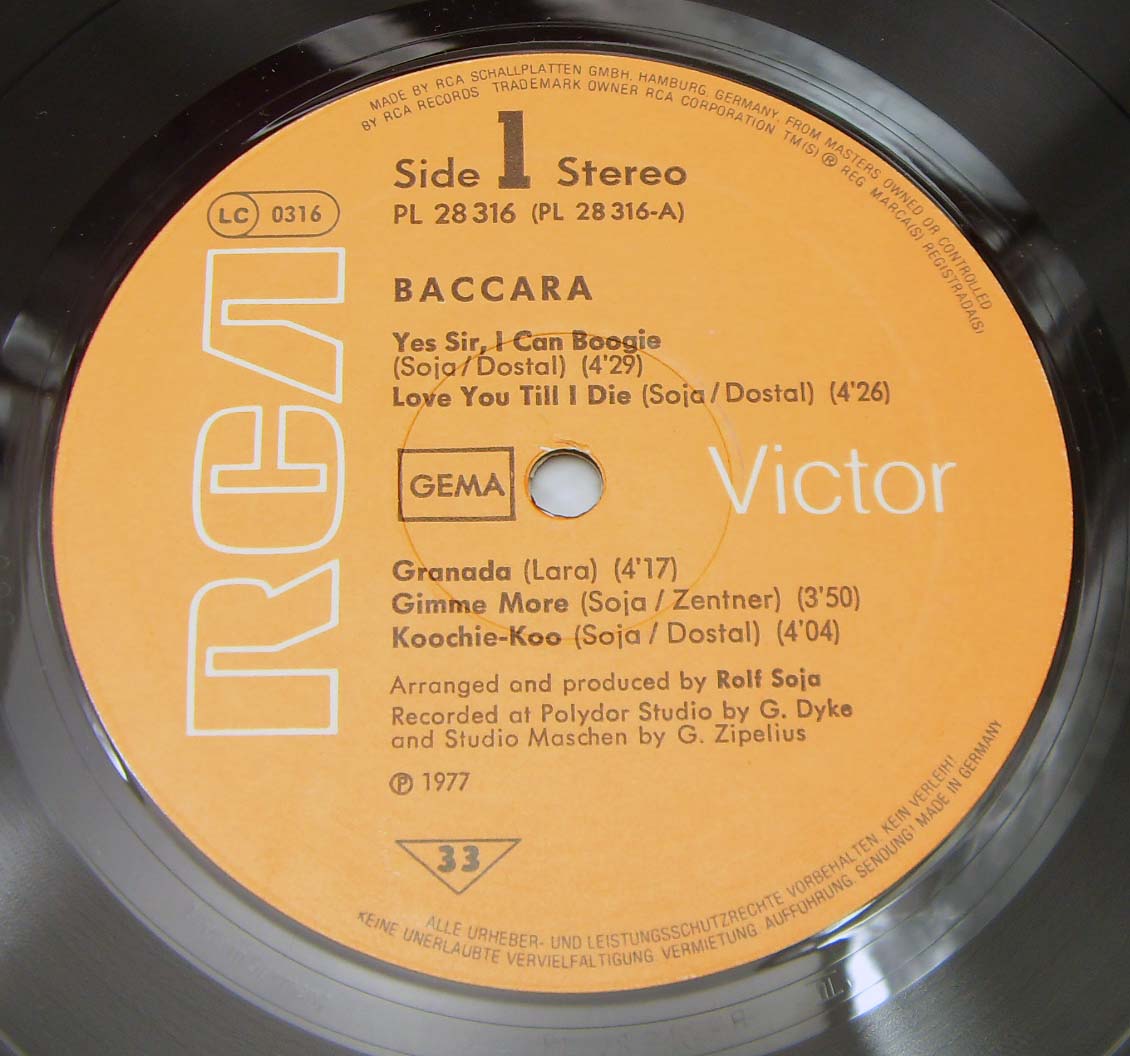 MADE BY RCA SCHALLPLATTEN GMBH, HAMBURG, GERMANY, FROM MASTERS OWNED OR CONTROLLED
BY RCA RECORDS TRADEMARK OWNER RCA CORPORATION TM(S) ® REG MARCA(S) REGISTRADA(S)
Side 1 Stereo
PL 28316 (PL 28316-A)
LC 0316
RCA
BACCARA
Yes Sir, I Can Boogie
(Soja/Dostal) (4'29)
Love You Till I Die (Soja/Dostal) (4'26)
GEMA
Victor
Granada (Lara) (4'17)
Gimme More (Soja/Zentner) (3'50)
Koochie-Koo (Soja/Dostal) (4'04)
Arranged and produced by Rolf Soja
Recorded at Polydor Studio by G. Dyke
and Studio Maschen by G. Zipelius
℗ 1977
33
ALLE URHEBER- UND LEISTUNGSSCHUTZRECHTE VORBEHALTEN. KEIN VERLEIH!
KEINE UNERLAUBTE VERVIELFÄLTIGUNG, VERMIETUNG, AUFFÜHRUNG, SENDUNG! MADE IN GERMANY